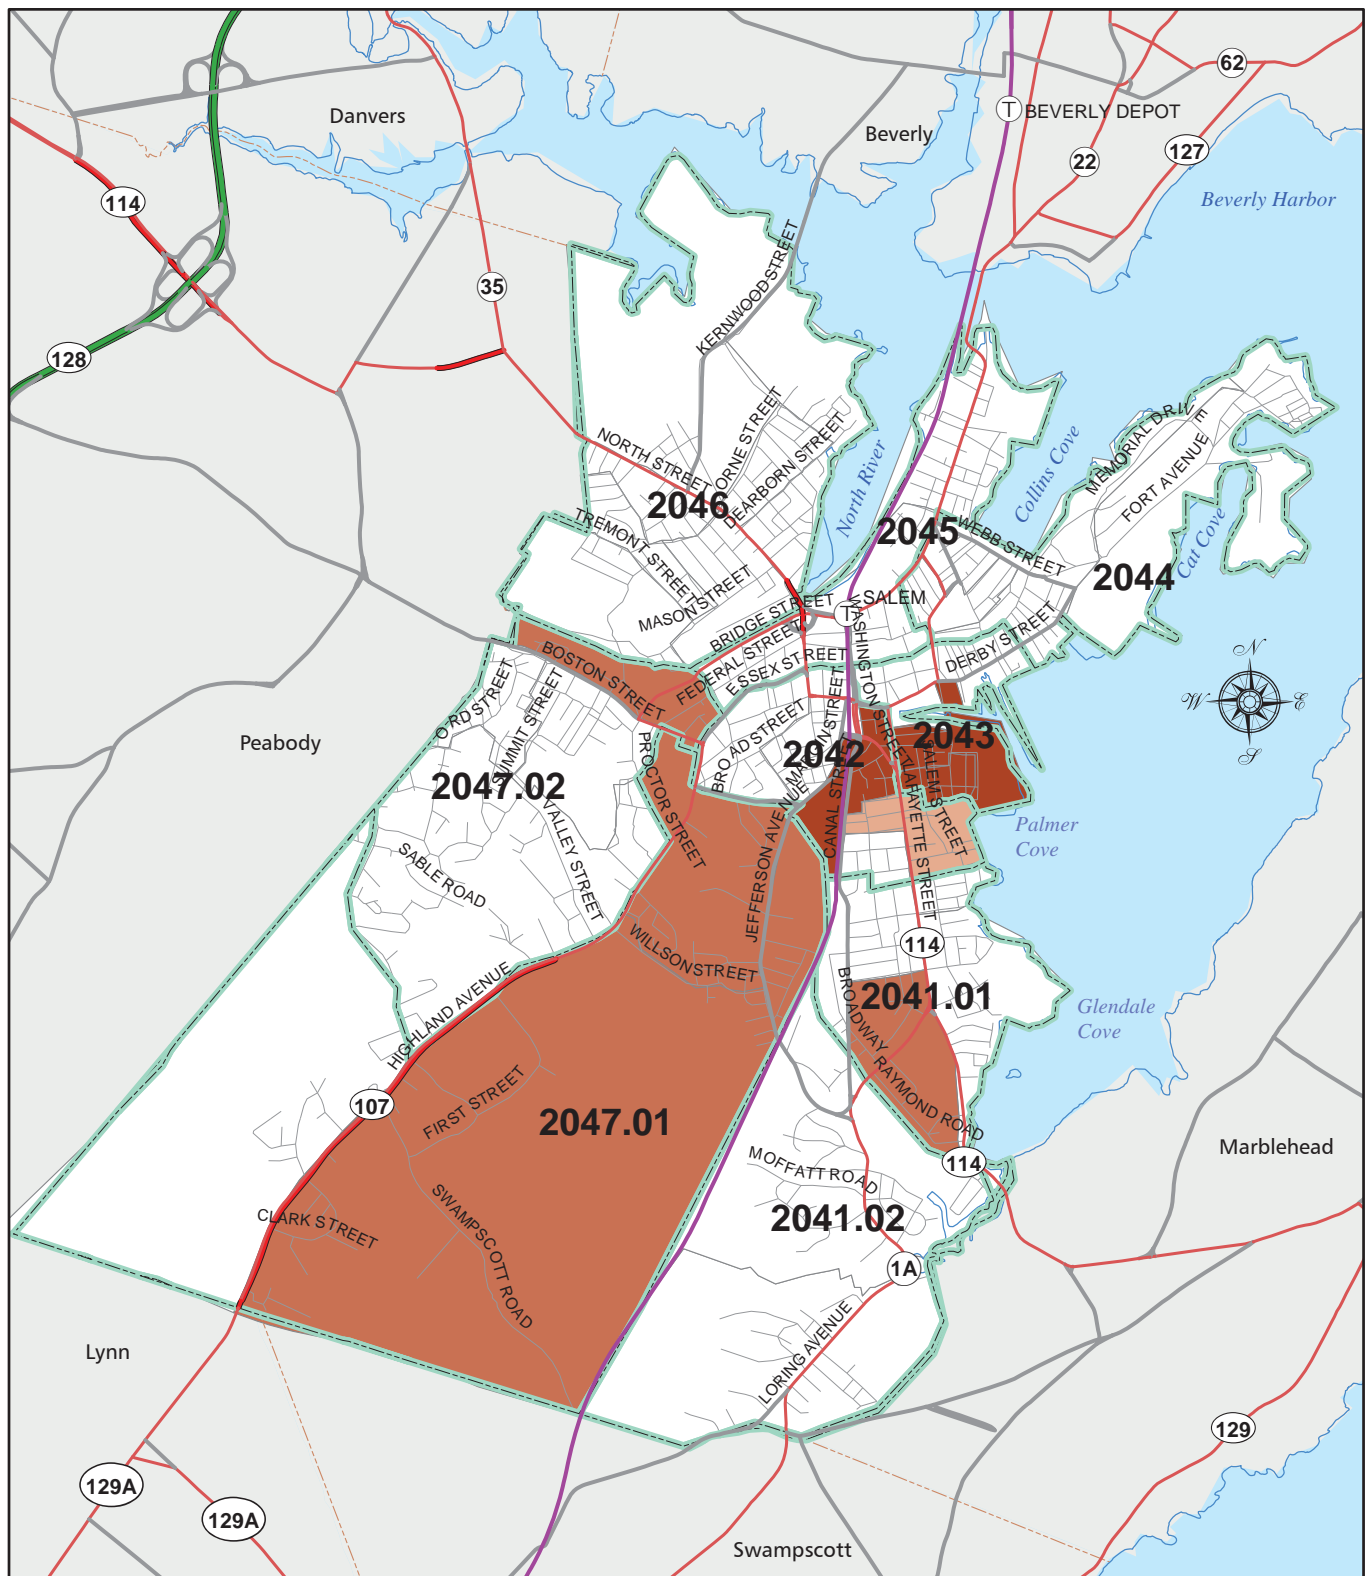 62
Danvers
Beverly
T BEVERLY DEPOT
22
127
114
Beverly Harbor
35
KERNWOOD STREET
128
NORTH STREET
ORNE STREET
DEARBORN STREET
MEMORIAL DRIVE
FORT AVENUE
Collins Cove
North River
2046
2045
WEBB STREET
Cat Cove
2044
TREMONT STREET
MASON STREET
BRIDGE STREET
T SALEM
FEDERAL STREET
ESSEX STREET
WASHINGTON STREET
DERBY STREET
BOSTON STREET
N
W
E
S
Peabody
ORD STREET
SUMMIT STREET
PROCTOR STREET
BROAD STREET
2042
2043
CANAL STREET
LAFAYETTE STREET
SALEM STREET
2047.02
VALLEY STREET
JEFFERSON AVENUE
Palmer
Cove
SABLE ROAD
WILLSON STREET
114
HIGHLAND AVENUE
BROADWAY
2041.01
Glendale
Cove
RAYMOND ROAD
107
FIRST STREET
2047.01
114
Marblehead
MOFFATT ROAD
SWAMPSCOTT ROAD
CLARK STREET
2041.02
1A
LORING AVENUE
Lynn
129
129A
129A
Swampscott